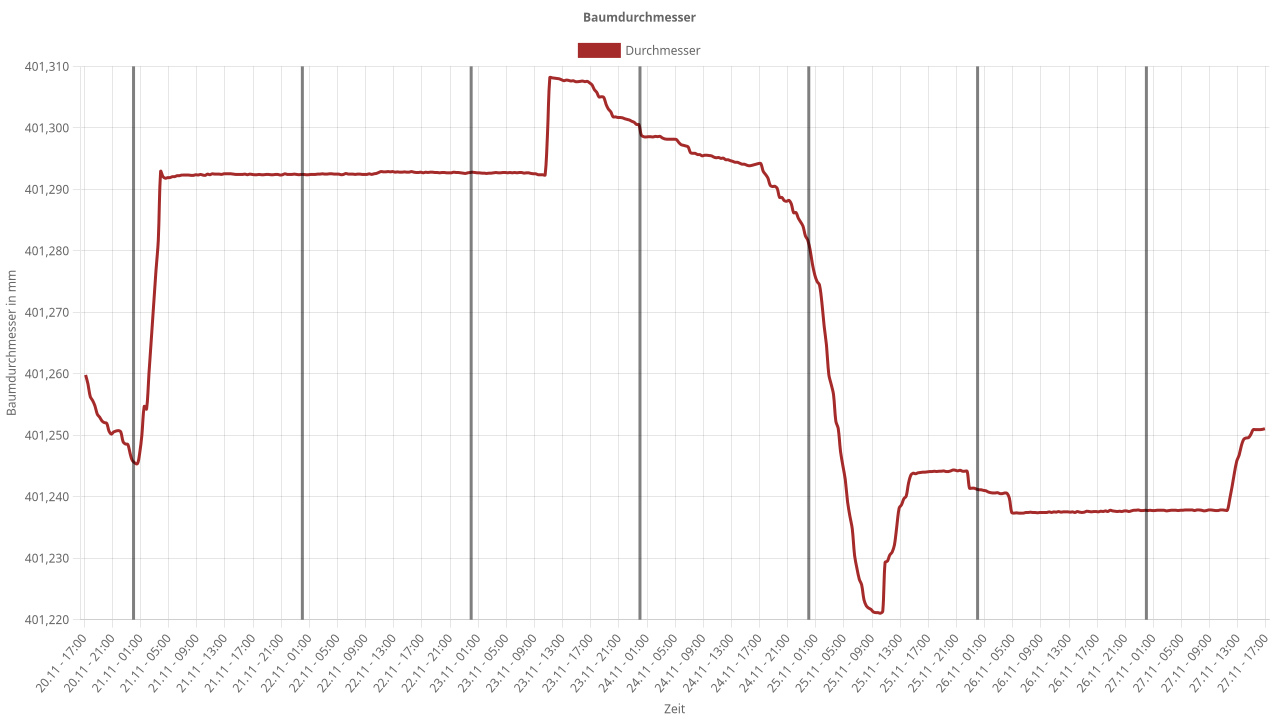 Baumdurchmesser
Durchmesser
401,310
401,300
401,290
401,280
401,270
401,260
401,250
401,240
401,230
401,220
Baumdurchmesser in mm
20.11 - 17:00
20.11 - 21:00
21.11 - 01:00
21.11 - 05:00
21.11 - 09:00
21.11 - 13:00
21.11 - 17:00
21.11 - 21:00
22.11 - 01:00
22.11 - 05:00
22.11 - 09:00
22.11 - 13:00
22.11 - 17:00
22.11 - 21:00
23.11 - 01:00
23.11 - 05:00
23.11 - 09:00
23.11 - 13:00
23.11 - 17:00
23.11 - 21:00
24.11 - 01:00
24.11 - 05:00
24.11 - 09:00
24.11 - 13:00
24.11 - 17:00
24.11 - 21:00
25.11 - 01:00
25.11 - 05:00
25.11 - 09:00
25.11 - 13:00
25.11 - 17:00
25.11 - 21:00
26.11 - 01:00
26.11 - 05:00
26.11 - 09:00
26.11 - 13:00
26.11 - 17:00
26.11 - 21:00
27.11 - 01:00
27.11 - 05:00
27.11 - 09:00
27.11 - 13:00
27.11 - 17:00
Zeit